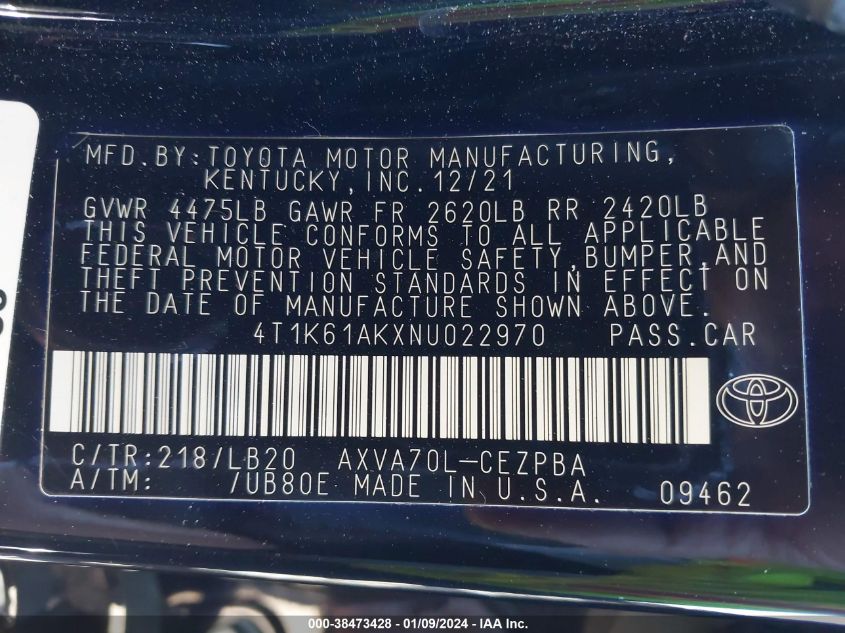 MFD.BY:TOYOTA MOTOR MANUFACTURING,
KENTUCKY,INC.12/21
GVWR 4475LB GAWR FR 2620LB RR 2420LB
THIS VEHICLE CONFORMS TO ALL APPLICABLE
FEDERAL MOTOR VEHICLE SAFETY,BUMPER,AND
THEFT PREVENTION STANDARDS IN EFFECT ON
THE DATE OF MANUFACTURE SHOWN ABOVE.
4T1K61AKXNU022970 PASS.CAR
C/TR:218/LB20 AXVA70L-CEZPBA
A/TM: /UB80E MADE IN U.S.A. 09462
000-38473428 - 01/09/2024 - IAA Inc.